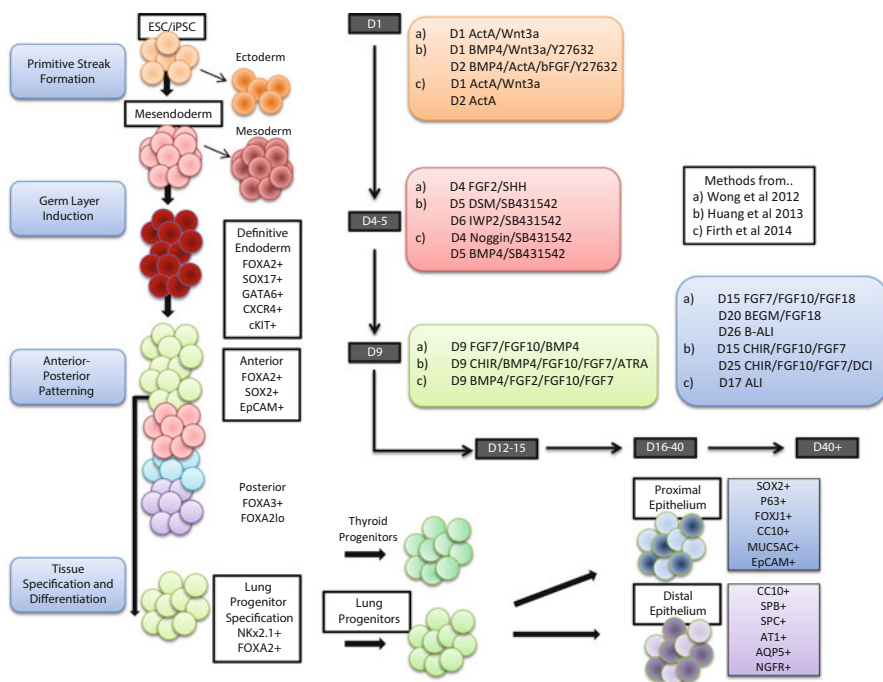 ESC/iPSC
Primitive Streak
Formation
Ectoderm
Mesendoderm
Mesoderm
Germ Layer
Induction
Definitive
Endoderm
FOXA2+
SOX17+
GATA6+
CXCR4+
cKIT+
Anterior-
Posterior
Patterning
Anterior
FOXA2+
SOX2+
EpCAM+
Posterior
FOXA3+
FOXA2lo
Tissue
Specification and
Differentiation
Lung
Progenitor
Specification
NKx2.1+
FOXA2+
D1
a) D1 ActA/Wnt3a
b) D1 BMP4/Wnt3a/Y27632
D2 BMP4/ActA/bFGF/Y27632
c) D1 ActA/Wnt3a
D2 ActA
D4-5
a) D4 FGF2/SHH
b) D5 DSM/SB431542
D6 IWP2/SB431542
c) D4 Noggin/SB431542
D5 BMP4/SB431542
Methods from..
a) Wong et al 2012
b) Huang et al 2013
c) Firth et al 2014
D9
a) D9 FGF7/FGF10/BMP4
b) D9 CHIR/BMP4/FGF10/FGF7/ATRA
c) D9 BMP4/FGF2/FGF10/FGF7
a) D15 FGF7/FGF10/FGF18
D20 BEGM/FGF18
D26 B-ALI
b) D15 CHIR/FGF10/FGF7
D25 CHIR/FGF10/FGF7/DCI
c) D17 ALI
D12-15
D16-40
D40+
Thyroid
Progenitors
Lung
Progenitors
Proximal
Epithelium
SOX2+
P63+
FOXJ1+
CC10+
MUC5AC+
EpCAM+
Distal
Epithelium
CC10+
SPB+
SPC+
AT1+
AQP5+
NGFR+